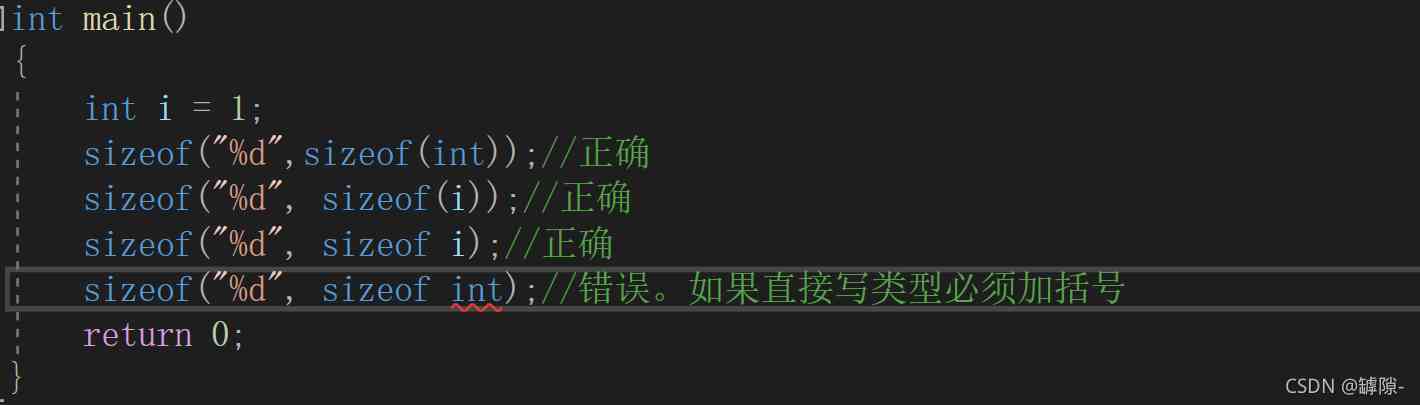 int main()
{
int i = 1;
sizeof("%d",sizeof(int));//正确
sizeof("%d", sizeof(i));//正确
sizeof("%d", sizeof i);//正确
sizeof("%d", sizeof int);//错误。如果直接写类型必须加括号
return 0;
}
CSDN @罅隙-